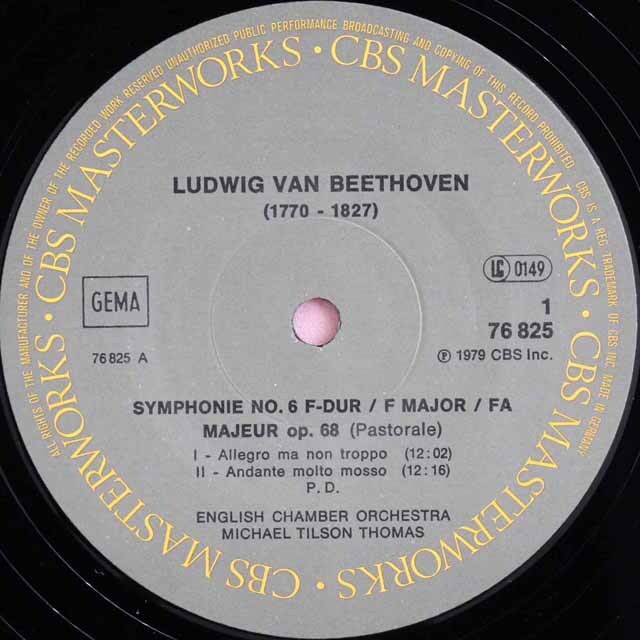 ALL RIGHTS OF THE MANUFACTURER AND OF THE OWNER OF THE RECORDED WORK RESERVED UNAUTHORIZED PUBLIC PERFORMANCE BROADCASTING AND COPYING OF THIS RECORD PROHIBITED
CBS IS A REG. TRADEMARK OF CBS INC. MADE IN GERMANY
CBS MASTERWORKS · CBS MASTERWORKS · CBS MASTERWORKS · CBS MASTERWORKS · CBS MASTERWORKS · CBS MASTERWORKS ·
LUDWIG VAN BEETHOVEN
(1770 - 1827)
GEMA
LC 0149
1
76 825
76 825 A
℗ 1979 CBS Inc.
SYMPHONIE NO. 6 F-DUR / F MAJOR / FA
MAJEUR op. 68 (Pastorale)
I - Allegro ma non troppo (12:02)
II - Andante molto mosso (12:16)
P. D.
ENGLISH CHAMBER ORCHESTRA
MICHAEL TILSON THOMAS